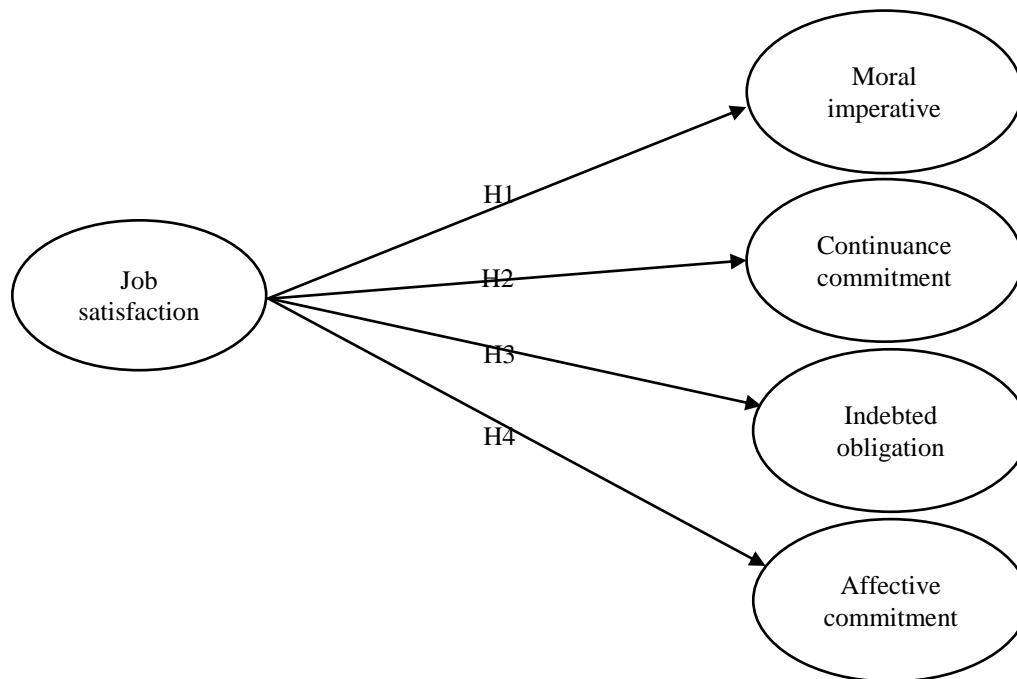 Moral
imperative
H1
Continuance
commitment
Job
satisfaction
H2
H3
Indebted
obligation
H4
Affective
commitment